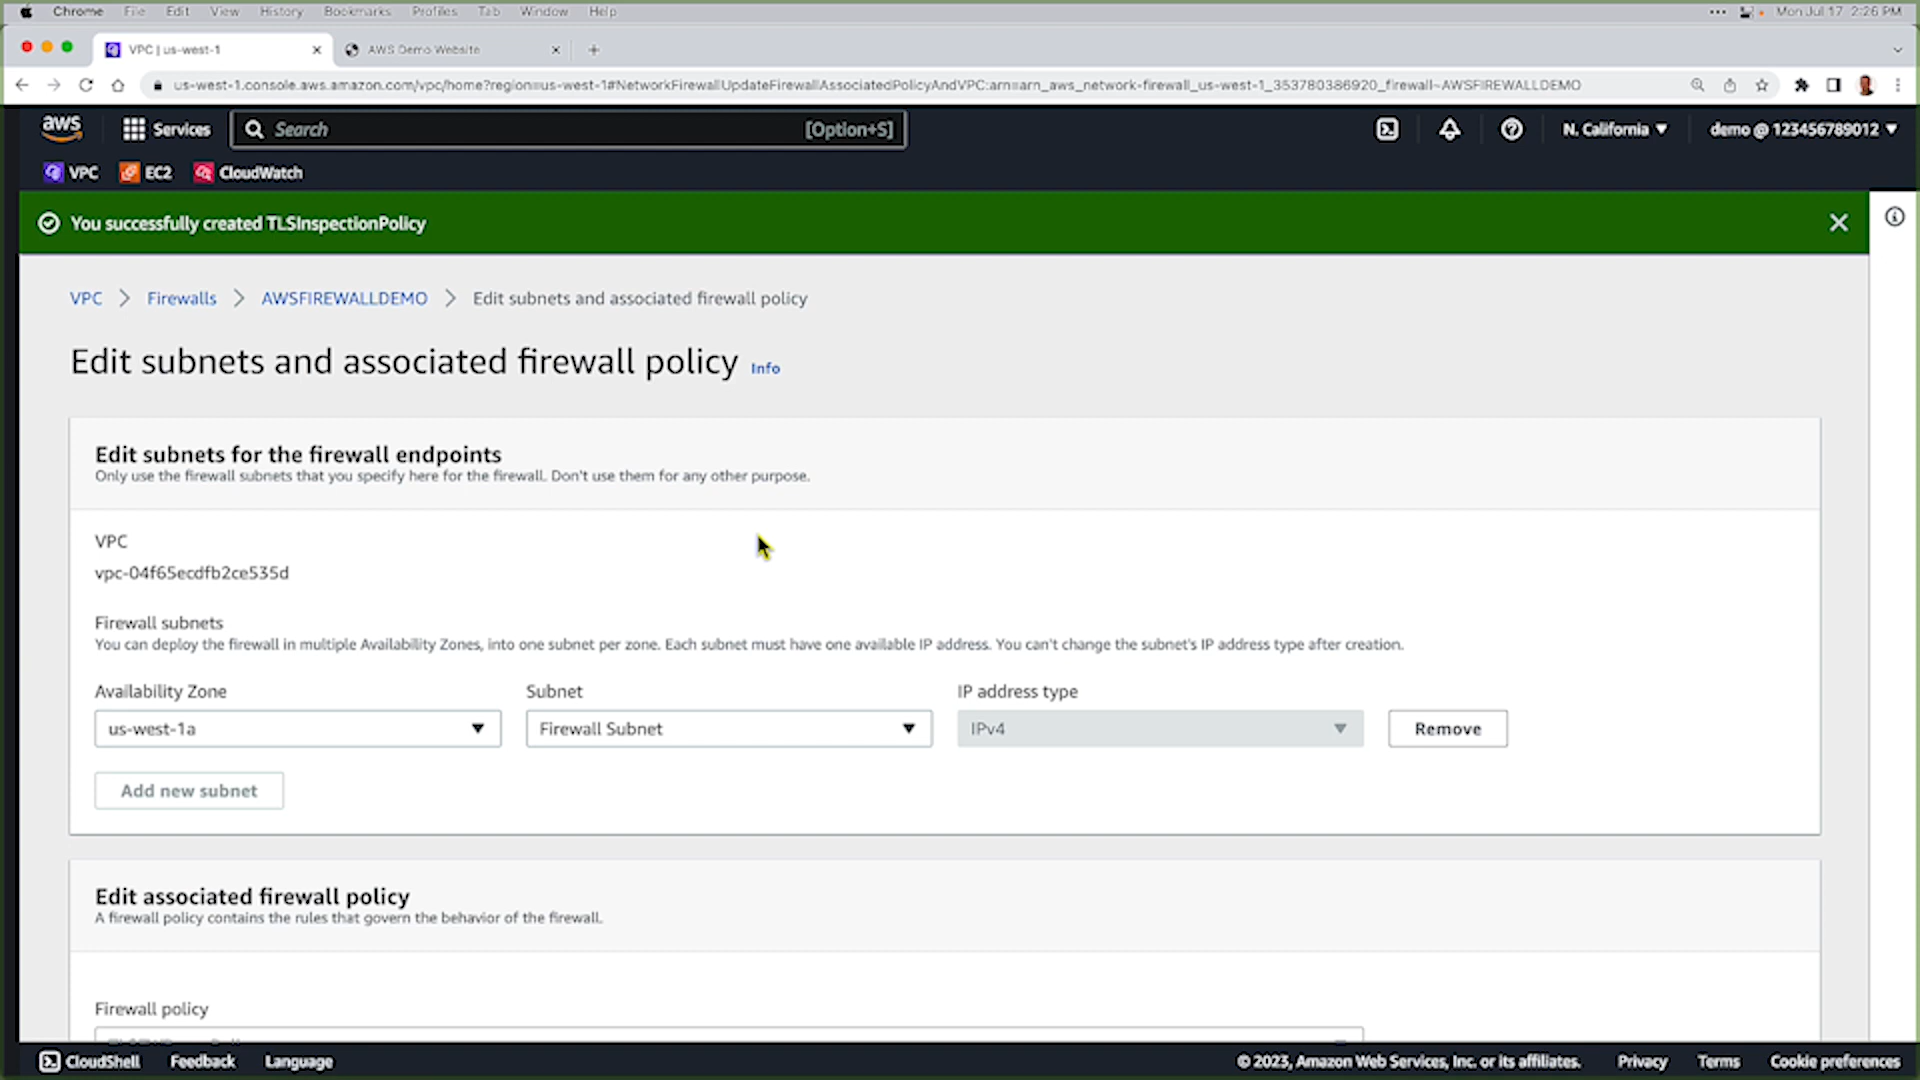 Chrome File Edit View History Bookmarks Profiles Tab Window Help Mon Jul 17 2:26 PM
VPC | us-west-1 AWS Demo Website
us-west-1.console.aws.amazon.com/vpc/home?region=us-west-1#NetworkFirewallUpdateFirewallAssociatedPolicyAndVPC:arn=arn_aws_network-firewall_us-west-1_353780386920_firewall~AWSFIREWALLDEMO
aws Services Search [Option+S] N. California demo @ 123456789012
VPC EC2 CloudWatch
You successfully created TLSInspectionPolicy
VPC > Firewalls > AWSFIREWALLDEMO > Edit subnets and associated firewall policy
Edit subnets and associated firewall policy Info
Edit subnets for the firewall endpoints
Only use the firewall subnets that you specify here for the firewall. Don't use them for any other purpose.
VPC
vpc-04f65ecdfb2ce535d
Firewall subnets
You can deploy the firewall in multiple Availability Zones, into one subnet per zone. Each subnet must have one available IP address. You can't change the subnet's IP address type after creation.
Availability Zone Subnet IP address type
us-west-1a Firewall Subnet IPv4 Remove
Add new subnet
Edit associated firewall policy
A firewall policy contains the rules that govern the behavior of the firewall.
Firewall policy
CloudShell Feedback Language © 2023, Amazon Web Services, Inc. or its affiliates. Privacy Terms Cookie preferences